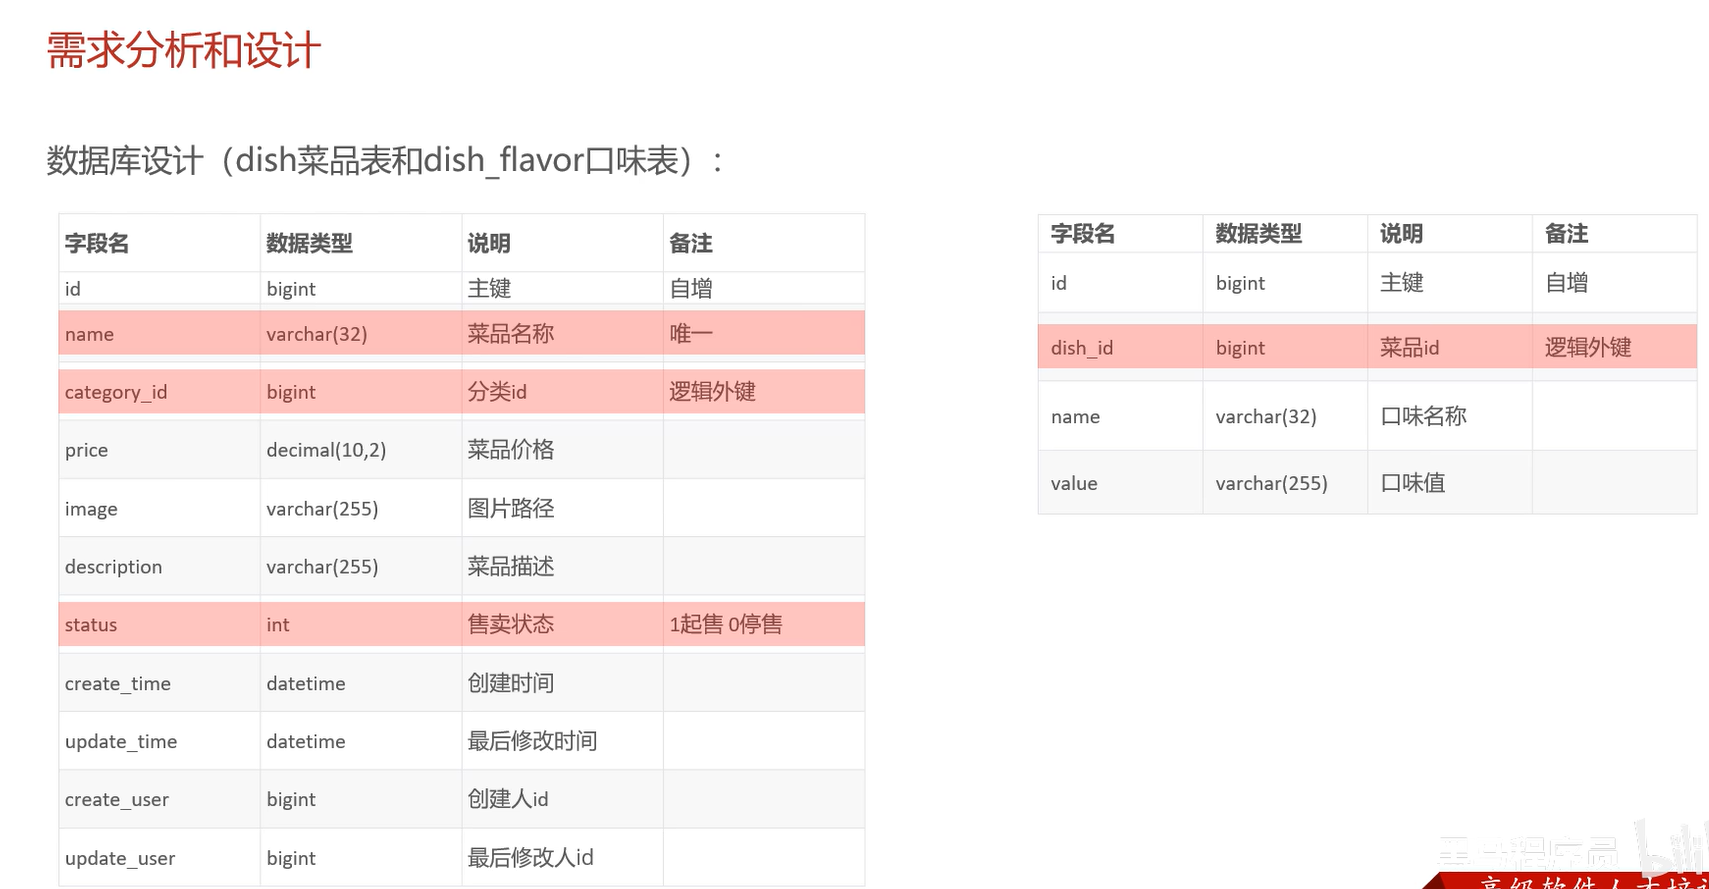 需求分析和设计
数据库设计（dish菜品表和dish_flavor口味表）：
字段名 数据类型 说明 备注
id bigint 主键 自增
name varchar(32) 菜品名称 唯一
category_id bigint 分类id 逻辑外键
price decimal(10,2) 菜品价格
image varchar(255) 图片路径
description varchar(255) 菜品描述
status int 售卖状态 1起售 0停售
create_time datetime 创建时间
update_time datetime 最后修改时间
create_user bigint 创建人id
update_user bigint 最后修改人id
字段名 数据类型 说明 备注
id bigint 主键 自增
dish_id bigint 菜品id 逻辑外键
name varchar(32) 口味名称
value varchar(255) 口味值
黑马程序员
高级软件人才培